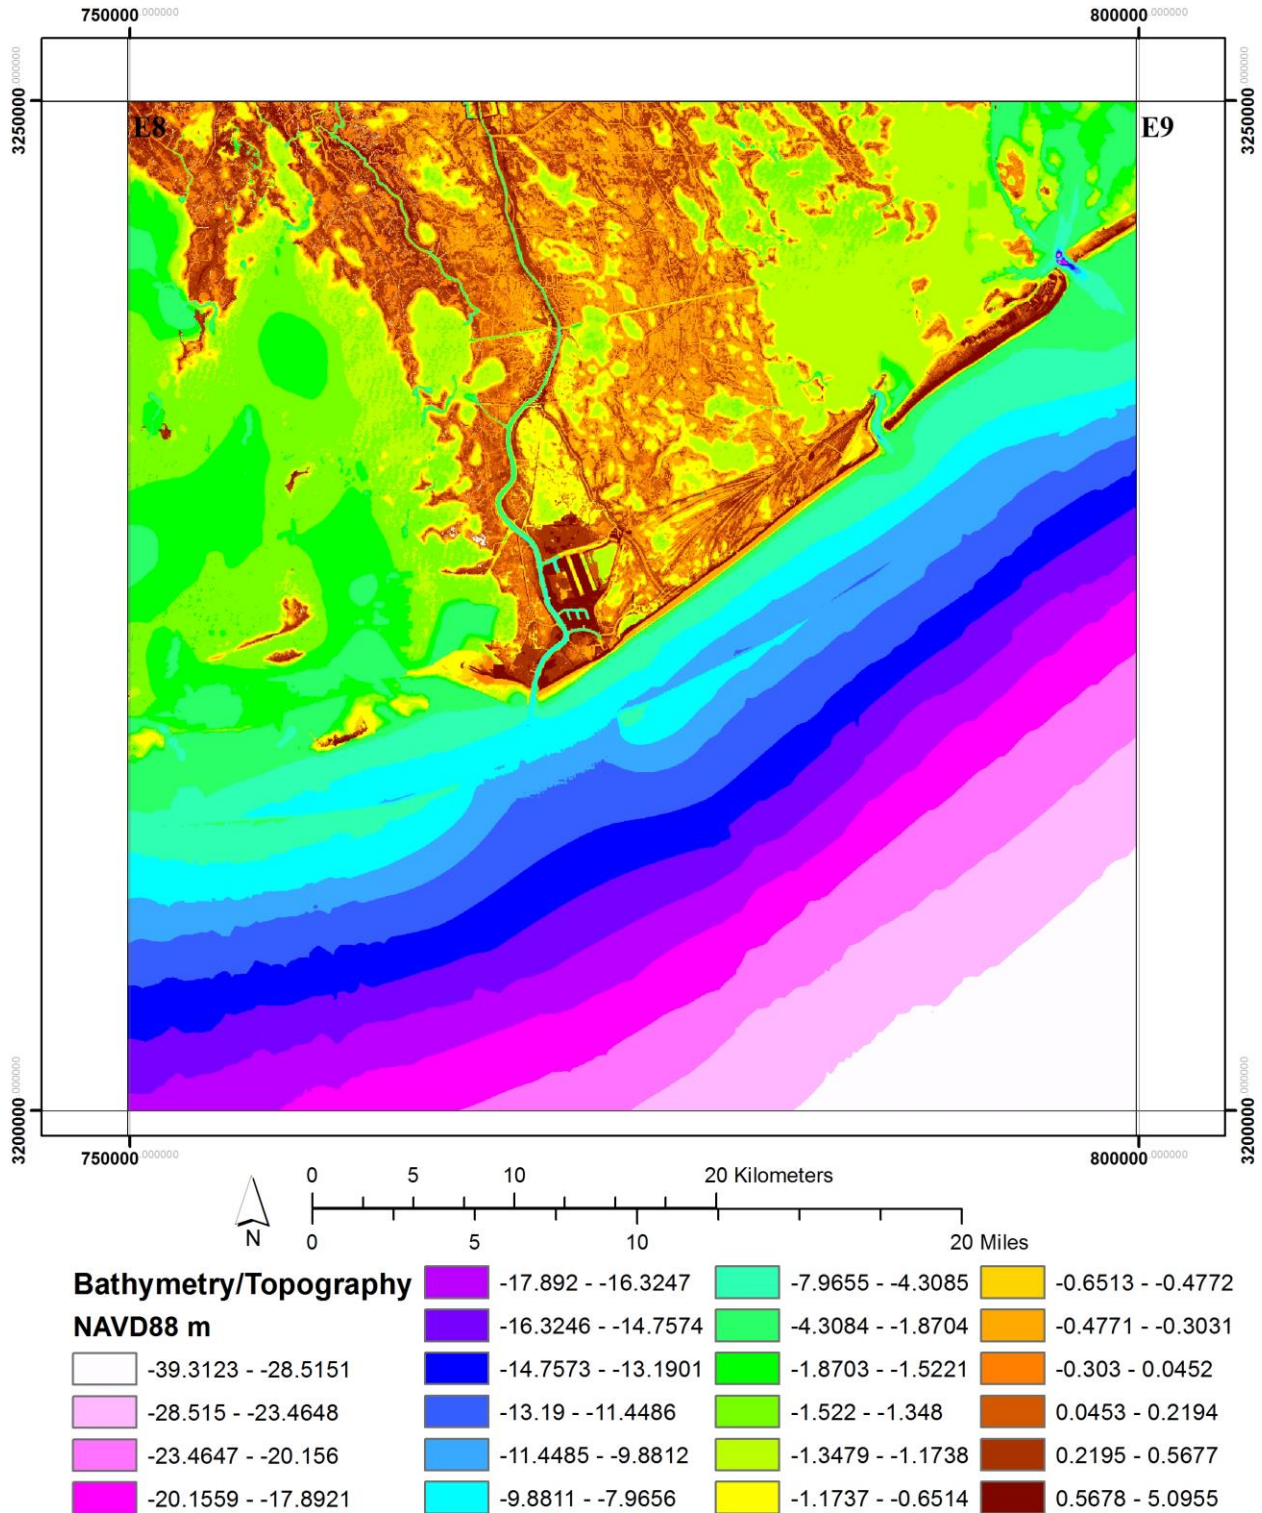 750000.000000 800000.000000
3250000.000000 3250000.000000
E8 E9
3200000.000000 3200000.000000
750000.000000 800000.000000
0 5 10 20 Kilometers
N
0 5 10 20 Miles
Bathymetry/Topography
NAVD88 m
-39.3123 - -28.5151
-28.515 - -23.4648
-23.4647 - -20.156
-20.1559 - -17.8921
-17.892 - -16.3247
-16.3246 - -14.7574
-14.7573 - -13.1901
-13.19 - -11.4486
-11.4485 - -9.8812
-9.8811 - -7.9656
-7.9655 - -4.3085
-4.3084 - -1.8704
-1.8703 - -1.5221
-1.522 - -1.348
-1.3479 - -1.1738
-1.1737 - -0.6514
-0.6513 - -0.4772
-0.4771 - -0.3031
-0.303 - 0.0452
0.0453 - 0.2194
0.2195 - 0.5677
0.5678 - 5.0955